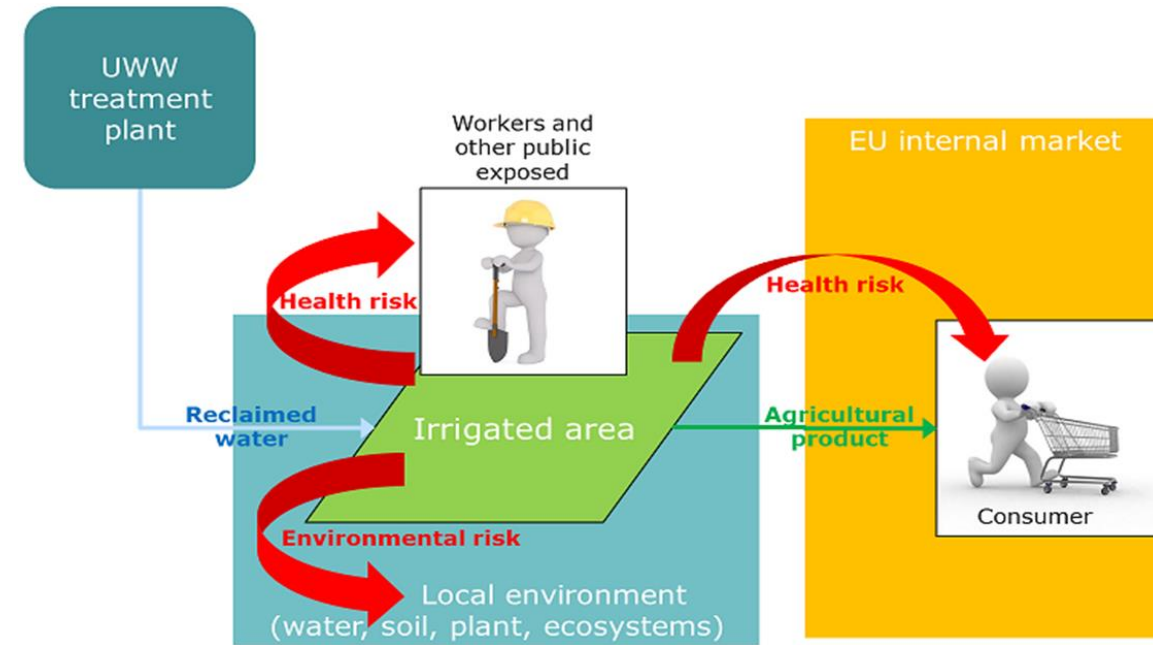 UWW
treatment
plant
Workers and
other public
exposed
EU internal market
Health risk
Health risk
Reclaimed
water
Irrigated area
Agricultural
product
Environmental risk
Consumer
Local environment
(water, soil, plant, ecosystems)